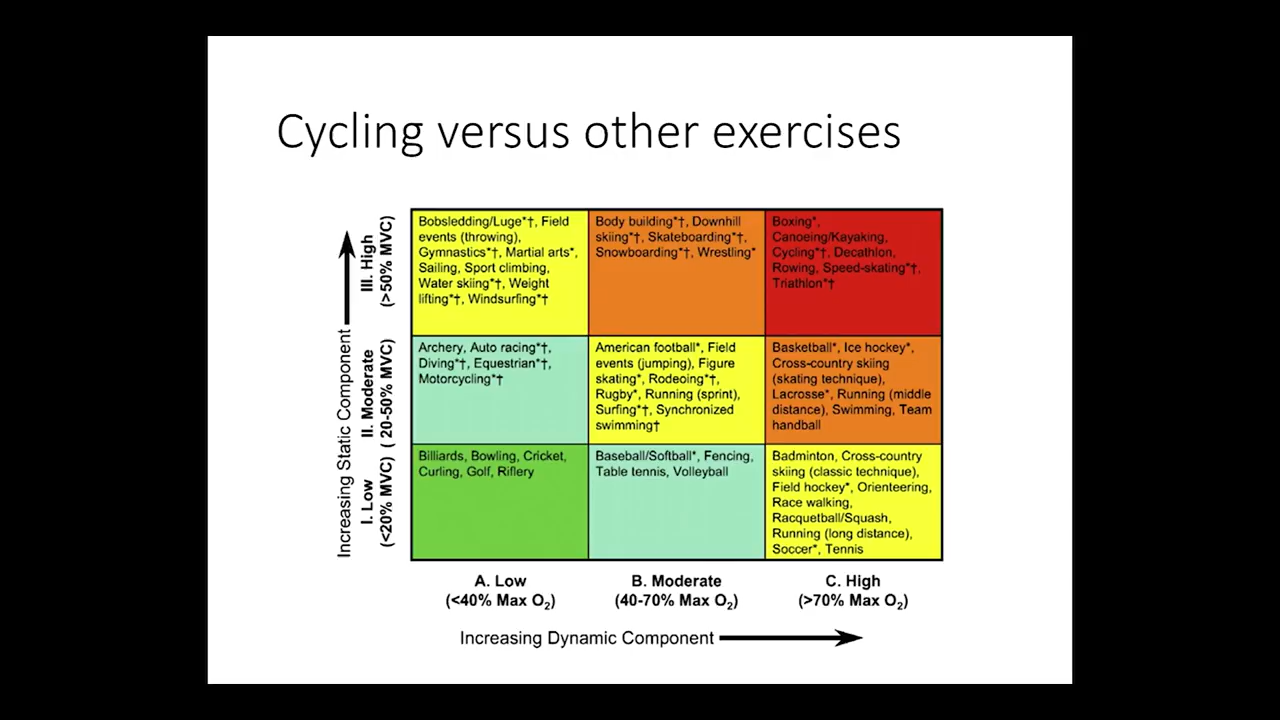 Cycling versus other exercises
Increasing Static Component
III. High
(>50% MVC)
Bobsledding/Luge*†, Field
events (throwing),
Gymnastics*†, Martial arts*,
Sailing, Sport climbing,
Water skiing*†, Weight
lifting*†, Windsurfing*†
Body building*†, Downhill
skiing*†, Skateboarding*†,
Snowboarding*†, Wrestling*
Boxing*,
Canoeing/Kayaking,
Cycling*†, Decathlon,
Rowing, Speed-skating*†,
Triathlon*†
II. Moderate
(20-50% MVC)
Archery, Auto racing*†,
Diving*†, Equestrian*†,
Motorcycling*†
American football*, Field
events (jumping), Figure
skating*, Rodeoing*†,
Rugby*, Running (sprint),
Surfing*†, Synchronized
swimming†
Basketball*, Ice hockey*,
Cross-country skiing
(skating technique),
Lacrosse*, Running (middle
distance), Swimming, Team
handball
I. Low
(<20% MVC)
Billiards, Bowling, Cricket,
Curling, Golf, Riflery
Baseball/Softball*, Fencing,
Table tennis, Volleyball
Badminton, Cross-country
skiing (classic technique),
Field hockey*, Orienteering,
Race walking,
Racquetball/Squash,
Running (long distance),
Soccer*, Tennis
A. Low
(<40% Max O₂)
B. Moderate
(40-70% Max O₂)
C. High
(>70% Max O₂)
Increasing Dynamic Component